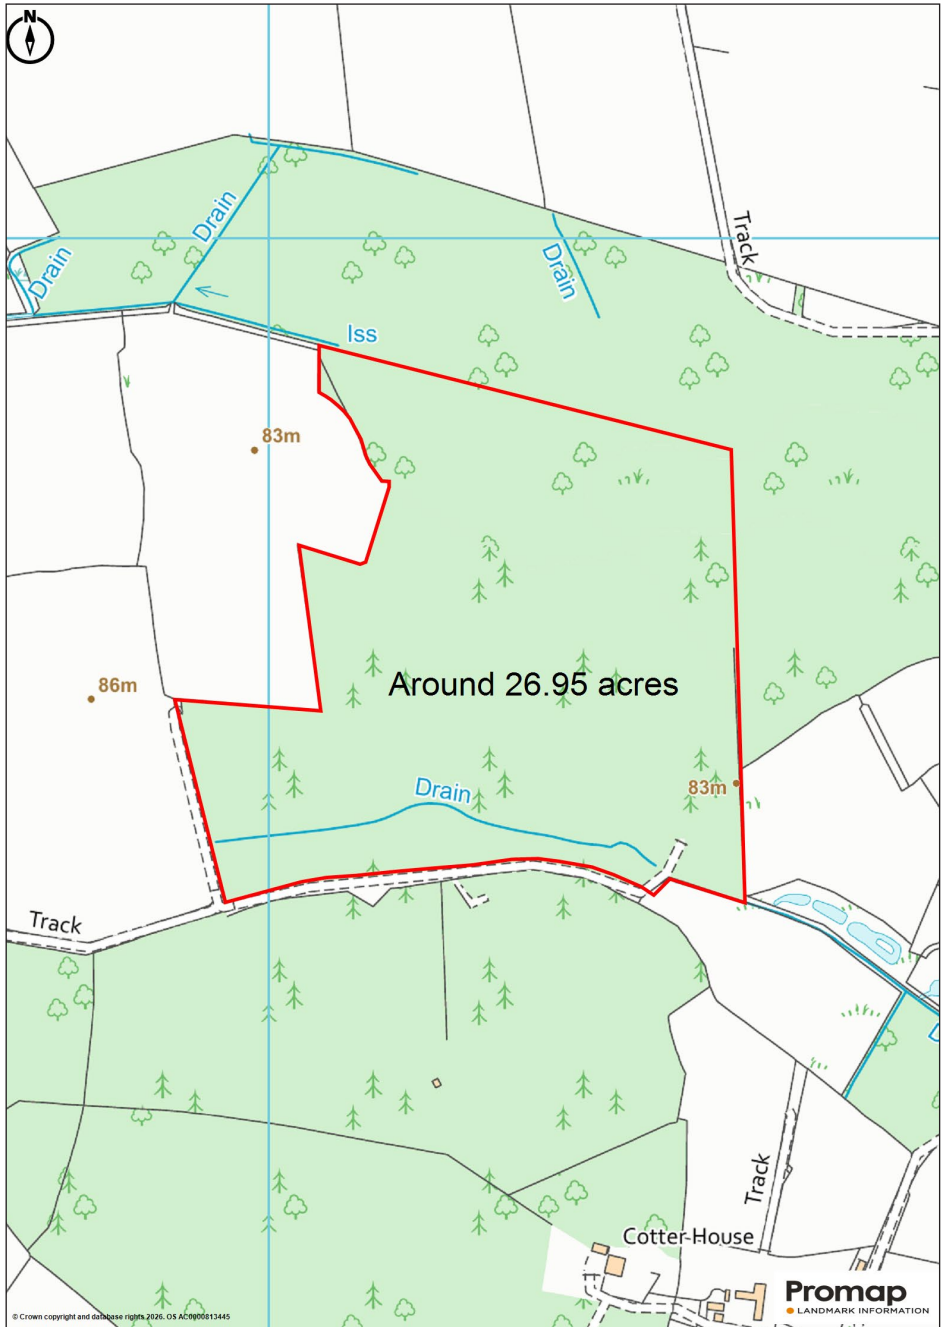 N
Drain
Drain
Drain
Track
Iss
83m
86m
Around 26.95 acres
83m
Drain
Track
Track
Cotter House
Promap
LANDMARK INFORMATION
© Crown copyright and database rights 2026. OS AC0000813445